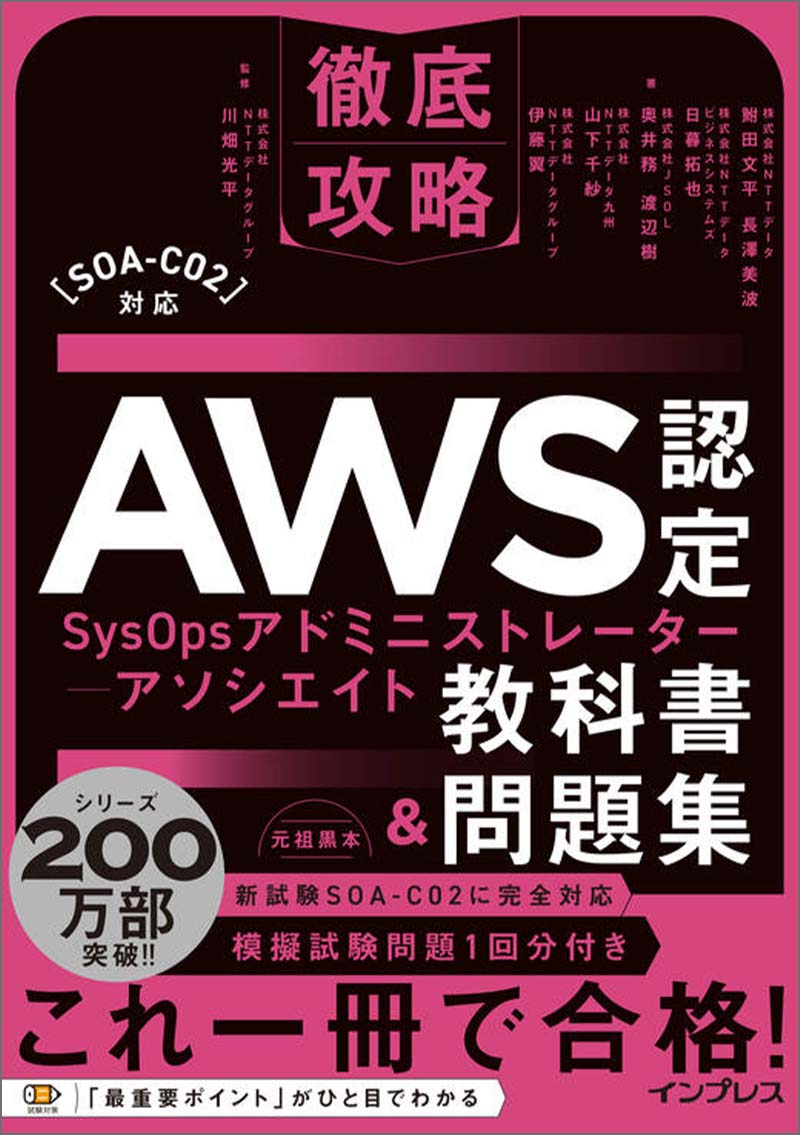 徹底
攻略
著
株式会社NTTデータ
鮒田文平 長澤美波
株式会社NTTデータ
ビジネスシステムズ
日暮拓也
株式会社JSOL
奥井務 渡辺樹
株式会社
NTTデータ九州
山下千紗
株式会社
NTTデータグループ
伊藤翼
監修
株式会社
NTTデータグループ
川畑光平
[SOA-C02]
対応
AWS認定
SysOpsアドミニストレーター
―アソシエイト
教科書
&問題集
元祖黒本
シリーズ
200
万部
突破!!
新試験SOA-C02に完全対応
模擬試験問題1回分付き
これ一冊で合格!
インプレス
試験対策
「最重要ポイント」がひと目でわかる